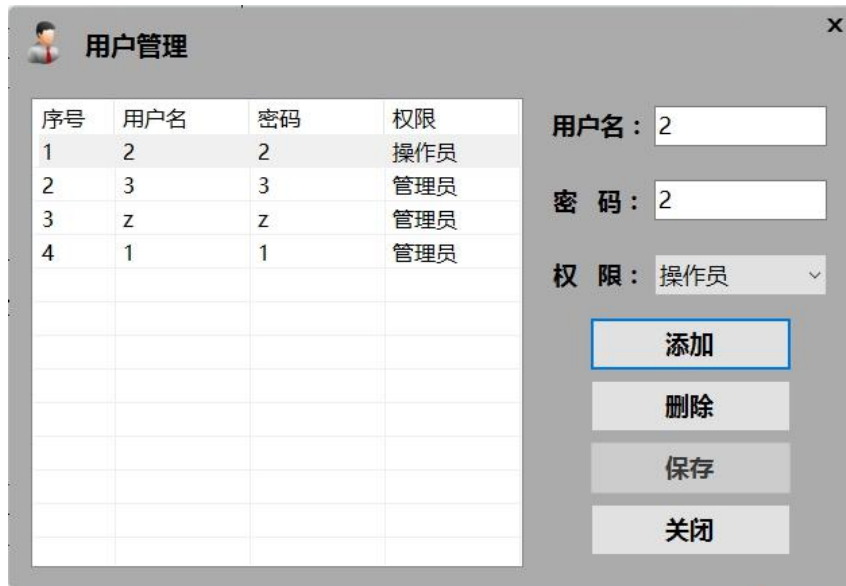 用户管理
x
序号 用户名 密码 权限
1 2 2 操作员
2 3 3 管理员
3 z z 管理员
4 1 1 管理员
用户名： 2
密 码： 2
权 限： 操作员
添加
删除
保存
关闭